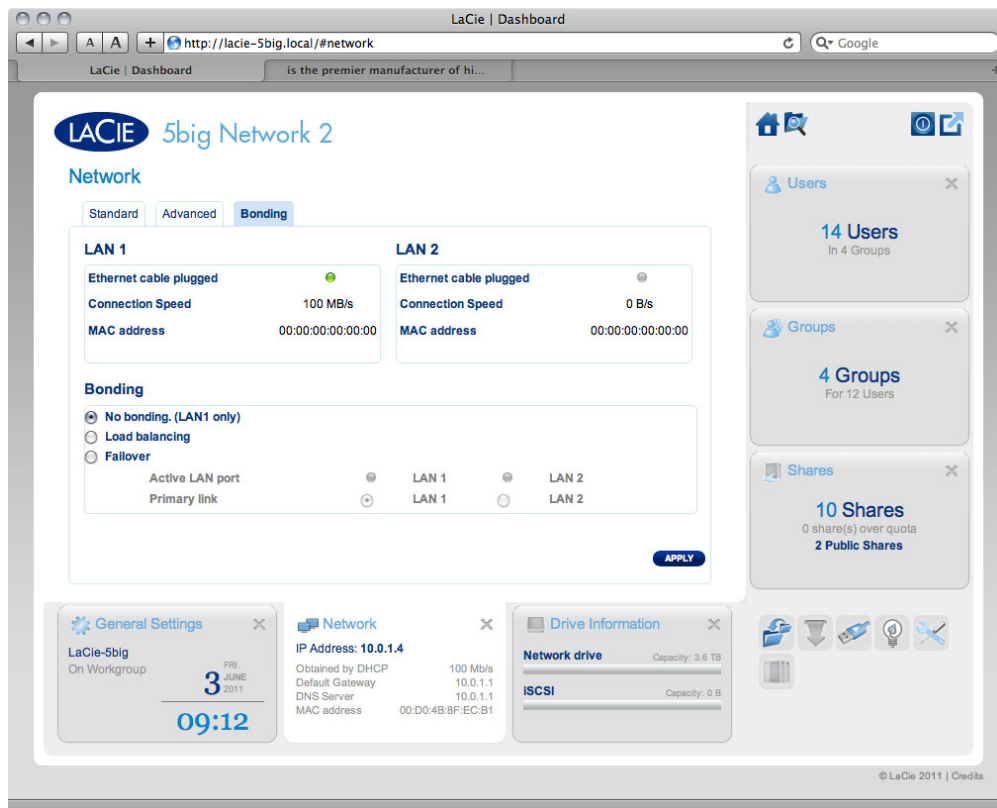 LaCie | Dashboard
A A + http://lacie-5big.local/#network Google
LaCie | Dashboard is the premier manufacturer of hi...
LACIE 5big Network 2
Network
Standard Advanced Bonding
LAN 1
Ethernet cable plugged
Connection Speed 100 MB/s
MAC address 00:00:00:00:00:00
LAN 2
Ethernet cable plugged
Connection Speed 0 B/s
MAC address 00:00:00:00:00:00
Bonding
No bonding. (LAN1 only)
Load balancing
Failover
Active LAN port LAN 1 LAN 2
Primary link LAN 1 LAN 2
APPLY
Users
14 Users
In 4 Groups
Groups
4 Groups
For 12 Users
Shares
10 Shares
0 share(s) over quota
2 Public Shares
General Settings
LaCie-5big
On Workgroup
FRI.
3 JUNE
2011
09:12
Network
IP Address: 10.0.1.4
Obtained by DHCP 100 Mb/s
Default Gateway 10.0.1.1
DNS Server 10.0.1.1
MAC address 00:D0:4B:8F:EC:B1
Drive Information
Network drive Capacity: 3.6 TB
iSCSI Capacity: 0 B
© LaCie 2011 | Credits